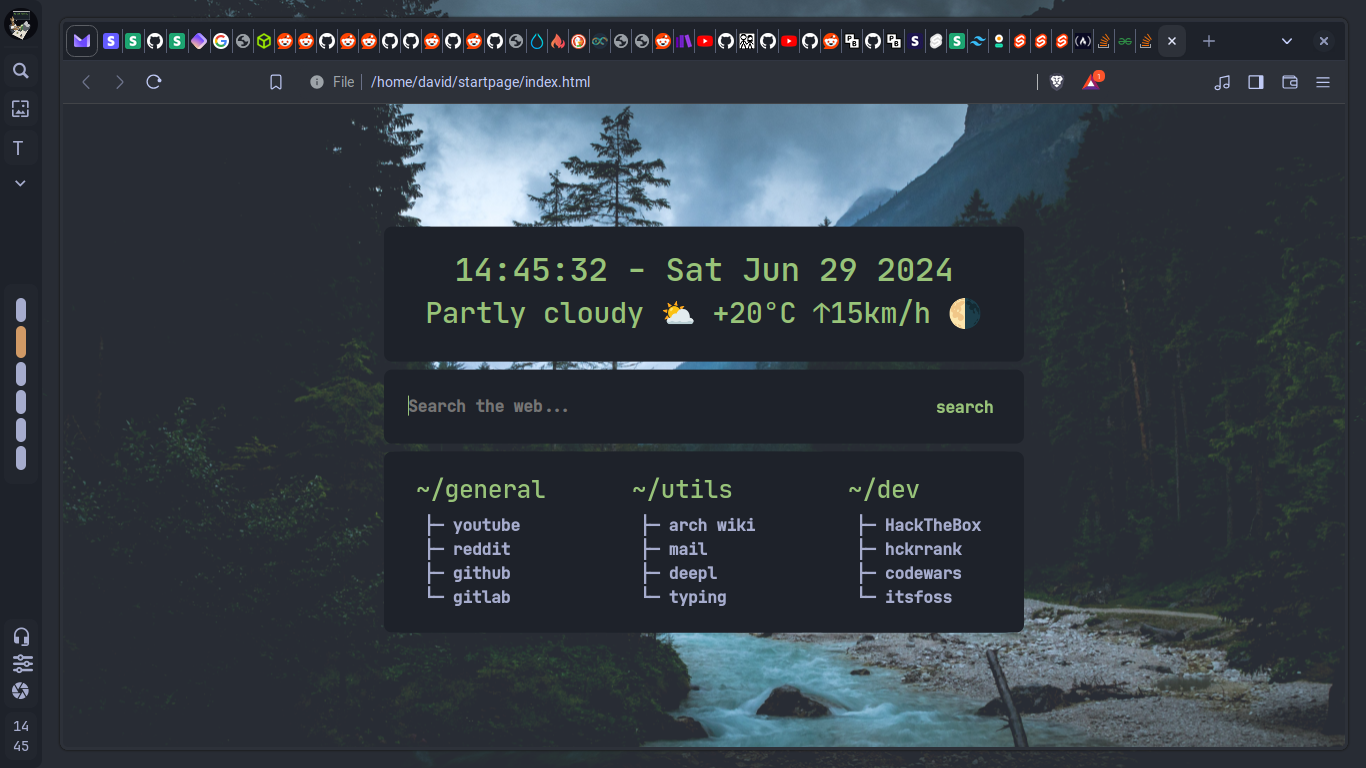 File
/home/david/startpage/index.html
1
T
14:45:32 - Sat Jun 29 2024
Partly cloudy ⛅ +20°C ↑15km/h 🌗
Search the web...
search
~/general
├─ youtube
├─ reddit
├─ github
└─ gitlab
~/utils
├─ arch wiki
├─ mail
├─ deepl
└─ typing
~/dev
├─ HackTheBox
├─ hckrrank
├─ codewars
└─ itsfoss
14
45